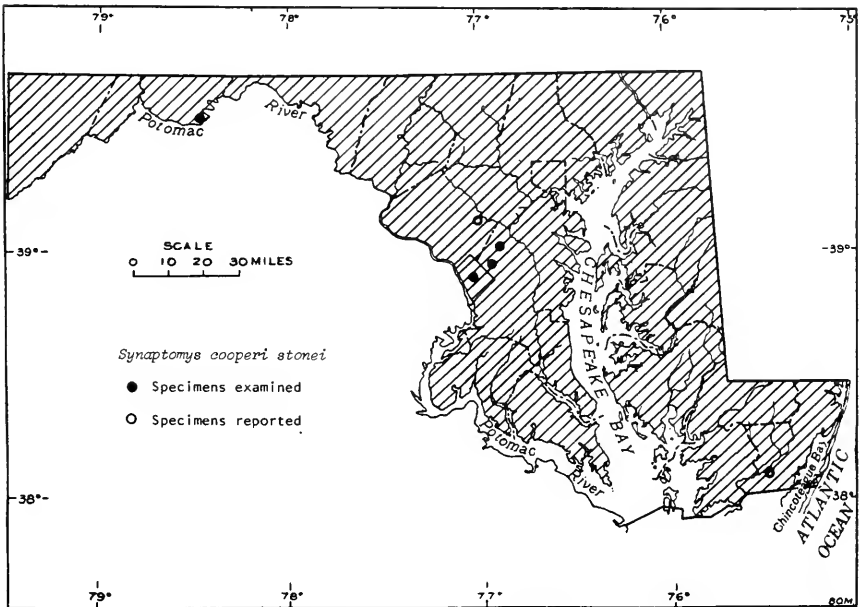 79° 78° 77° 76° 75°
Potomac River
39° 39°
SCALE
0 10 20 30 MILES
CHESAPEAKE BAY
Synaptomys cooperi stonei
● Specimens examined
○ Specimens reported
Potomac River
Chincoteague Bay
ATLANTIC OCEAN
38° 38°
79° 78° 77° 76°